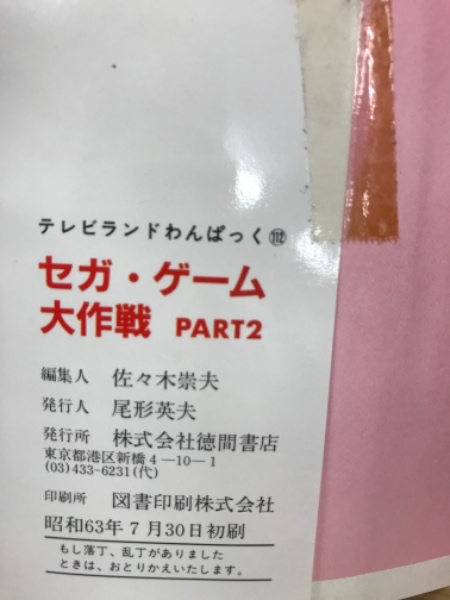 テレビランドわんぱっく⑪²
セガ・ゲーム
大作戦 PART2
編集人 佐々木崇夫
発行人 尾形英夫
発行所 株式会社徳間書店
東京都港区新橋4―10―1
(03)433-6231(代)
印刷所 図書印刷株式会社
昭和63年7月30日初刷
もし落丁、乱丁がありました
ときは、おとりかえいたします。